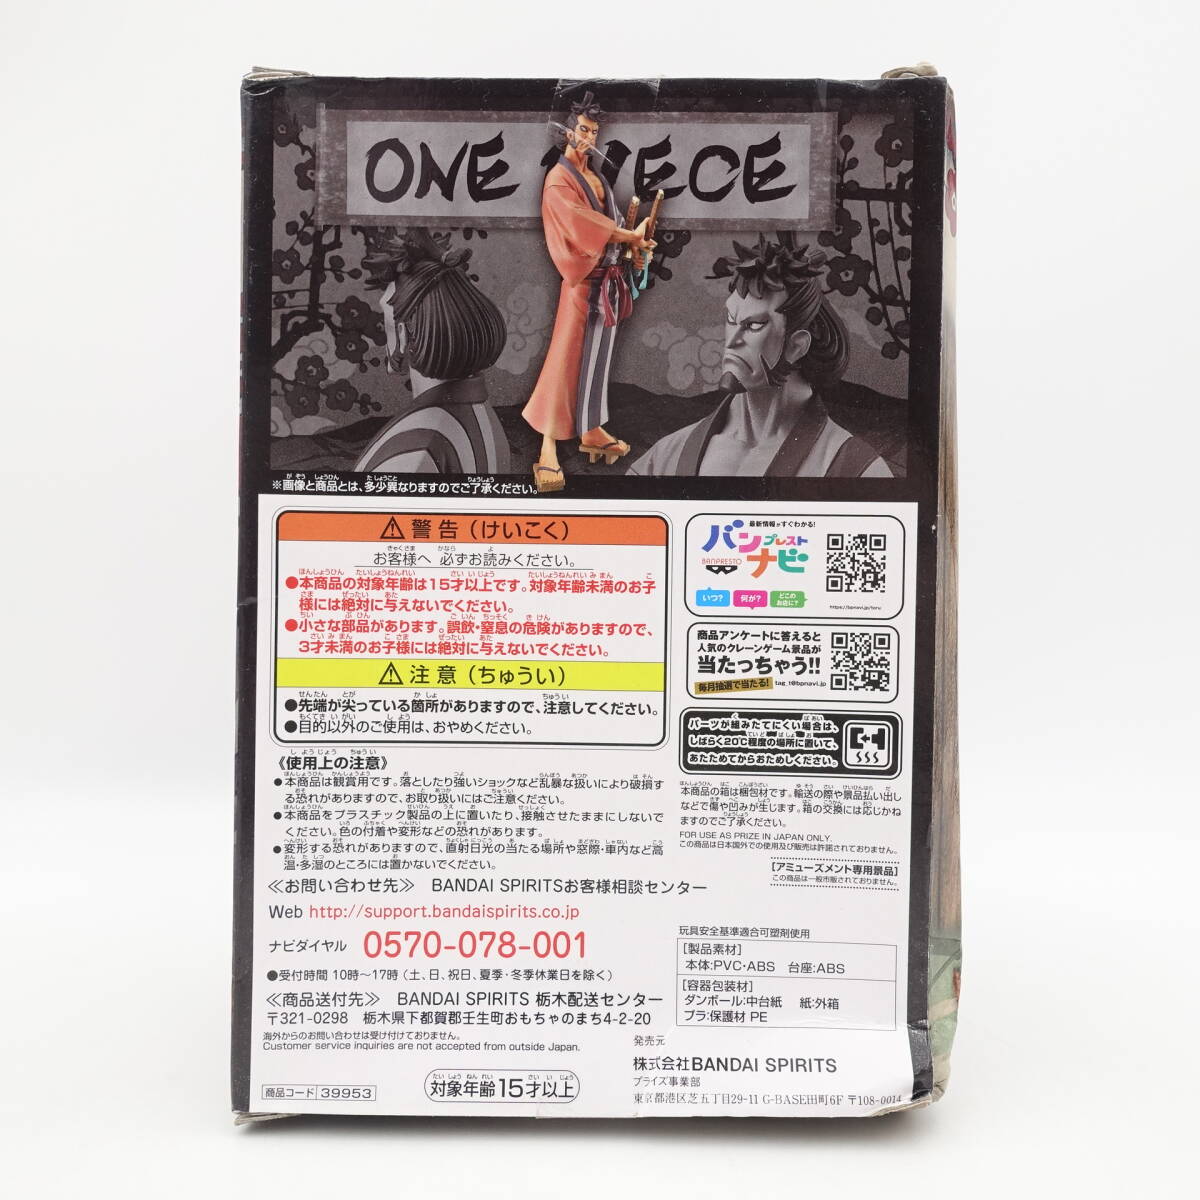 ONE PIECE
※画像と商品とは、多少異なりますのでご了承ください。
警告（けいこく）
お客様へ 必ずお読みください。
●本商品の対象年齢は15才以上です。対象年齢未満のお子
様には絶対に与えないでください。
●小さな部品があります。誤飲・窒息の危険がありますので、
3才未満のお子様には絶対に与えないでください。
注意（ちゅうい）
●先端が尖っている箇所がありますので、注意してください。
●目的以外のご使用は、おやめください。
《使用上の注意》
●本商品は観賞用です。落としたり強いショックなど乱暴な扱いにより破損す
る恐れがありますので、お取り扱いにはご注意ください。
●本商品をプラスチック製品の上に置いたり、接触させたままにしないで
ください。色の付着や変形などの恐れがあります。
●変形する恐れがありますので、直射日光の当たる場所や窓際・車内など高
温・多湿のところには置かないでください。
≪お問い合わせ先≫ BANDAI SPIRITSお客様相談センター
Web http://support.bandaispirits.co.jp
ナビダイヤル 0570-078-001
●受付時間 10時～17時（土、日、祝日、夏季・冬季休業日を除く）
≪商品送付先≫ BANDAI SPIRITS 栃木配送センター
〒321-0298 栃木県下都賀郡壬生町おもちゃのまち4-2-20
海外からのお問い合わせは受け付けておりません。
Customer service inquiries are not accepted from outside Japan.
商品コード 39953
対象年齢15才以上
最新情報がすぐわかる!
バンプレストナビ
BANPRESTO
いつ?
何が?
どこのお店に?
https://bpnavi.jp/toru
商品アンケートに答えると
人気のクレーンゲーム景品が
当たっちゃう!!
毎月抽選で当たる!
tag_t@bpnavi.jp
パーツが組みたてにくい場合は、
しばらく20℃程度の場所に置いて、
あたためてからおためしください。
本商品の箱は梱包材です。輸送の際や景品払い出し
などで傷や凹みが生じます。箱の交換には応じかね
ますのでご了承ください。
FOR USE AS PRIZE IN JAPAN ONLY.
この商品は日本国外での使用及び販売は許諾されておりません。
[アミューズメント専用景品]
この商品は一般市販されておりません。
玩具安全基準適合可塑剤使用
[製品素材]
本体:PVC・ABS 台座:ABS
[容器包装材]
ダンボール:中台紙 紙:外箱
プラ:保護材 PE
発売元
株式会社BANDAI SPIRITS
プライズ事業部
東京都港区芝五丁目29-11 G-BASE田町6F 〒108-0014